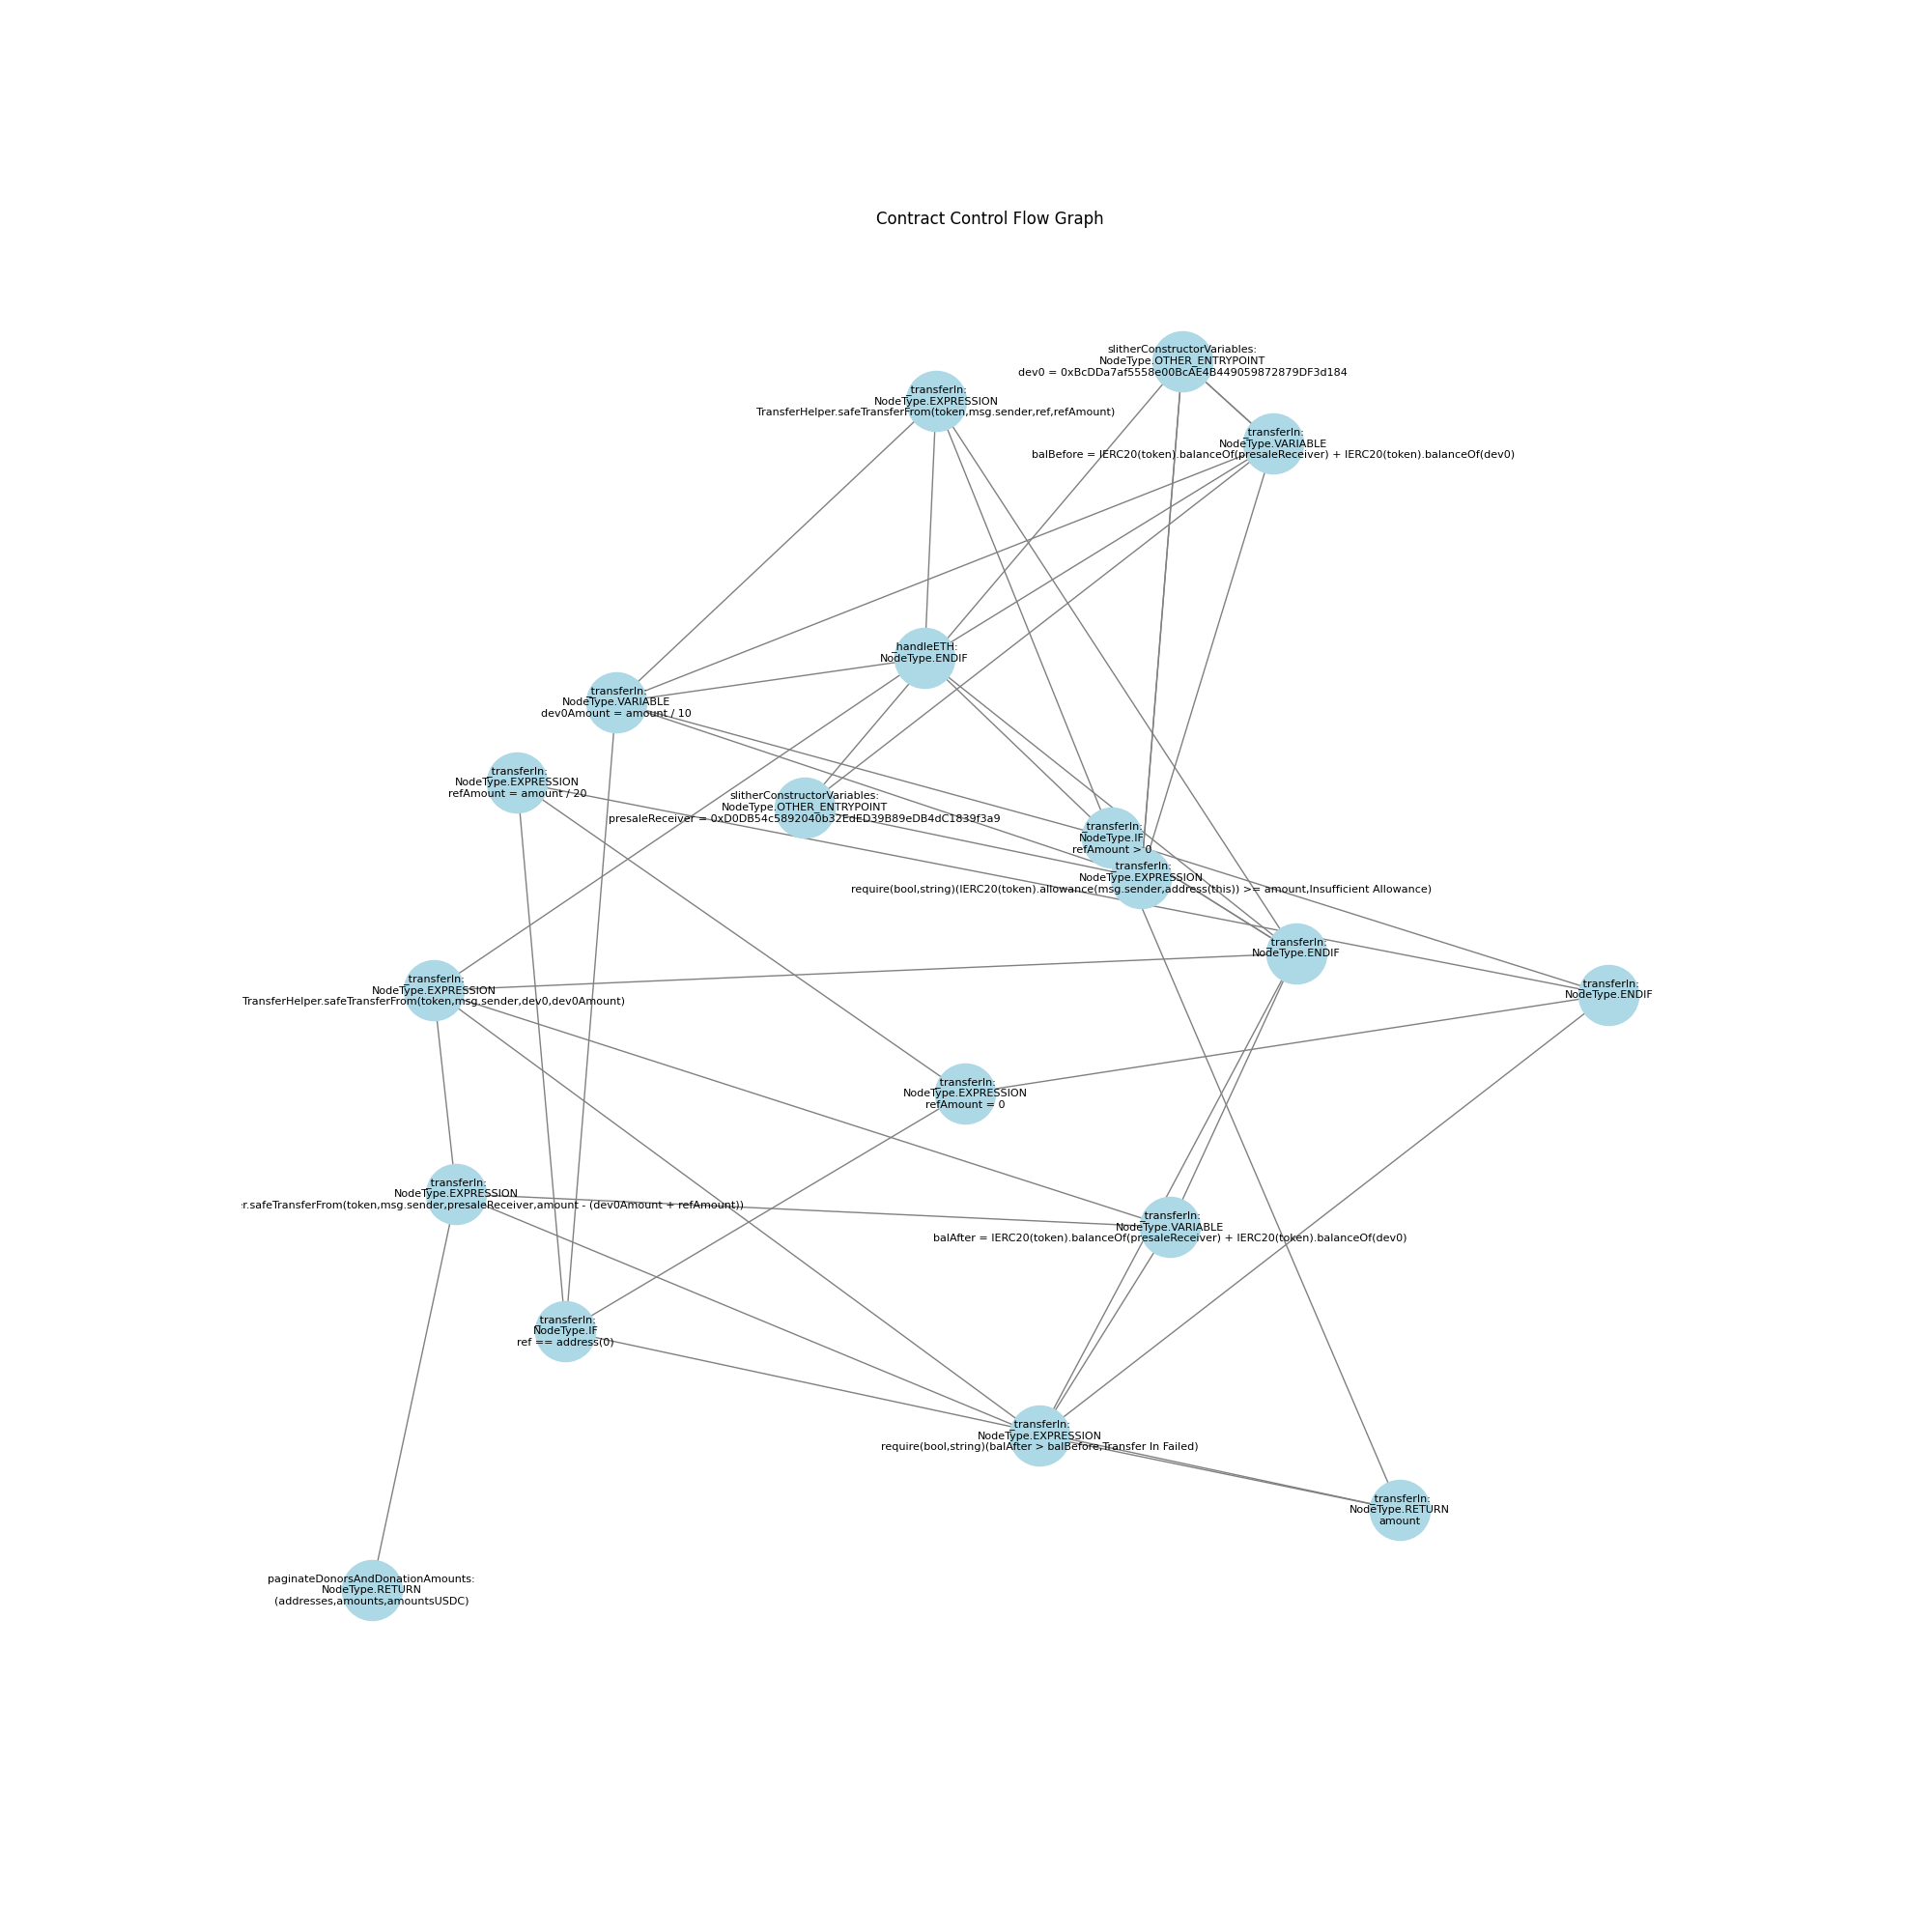 Contract Control Flow Graph
slitherConstructorVariables:
NodeType.OTHER_ENTRYPOINT
dev0 = 0xBcDDa7af5558e00BcAE4B449059872879DF3d184
_transferIn:
NodeType.EXPRESSION
TransferHelper.safeTransferFrom(token,msg.sender,ref,refAmount)
_transferIn:
NodeType.VARIABLE
balBefore = IERC20(token).balanceOf(presaleReceiver) + IERC20(token).balanceOf(dev0)
_handleETH:
NodeType.ENDIF
_transferIn:
NodeType.VARIABLE
dev0Amount = amount / 10
_transferIn:
NodeType.EXPRESSION
refAmount = amount / 20
slitherConstructorVariables:
NodeType.OTHER_ENTRYPOINT
presaleReceiver = 0xD0DB54c5892040b32EdED39B89eDB4dC1839f3a9
_transferIn:
NodeType.IF
refAmount > 0
_transferIn:
NodeType.EXPRESSION
require(bool,string)(IERC20(token).allowance(msg.sender,address(this)) >= amount,Insufficient Allowance)
_transferIn:
NodeType.ENDIF
_transferIn:
NodeType.EXPRESSION
TransferHelper.safeTransferFrom(token,msg.sender,dev0,dev0Amount)
_transferIn:
NodeType.ENDIF
_transferIn:
NodeType.EXPRESSION
refAmount = 0
_transferIn:
NodeType.EXPRESSION
r.safeTransferFrom(token,msg.sender,presaleReceiver,amount - (dev0Amount + refAmount))
_transferIn:
NodeType.VARIABLE
balAfter = IERC20(token).balanceOf(presaleReceiver) + IERC20(token).balanceOf(dev0)
_transferIn:
NodeType.IF
ref == address(0)
_transferIn:
NodeType.EXPRESSION
require(bool,string)(balAfter > balBefore,Transfer In Failed)
_transferIn:
NodeType.RETURN
amount
paginateDonorsAndDonationAmounts:
NodeType.RETURN
(addresses,amounts,amountsUSDC)